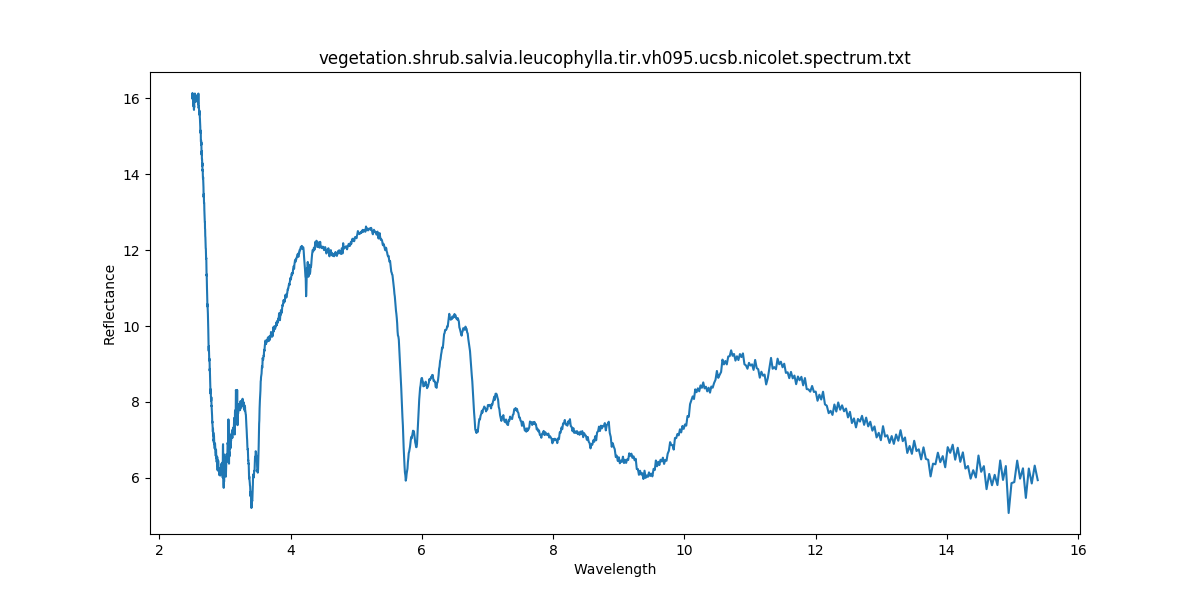 vegetation.shrub.salvia.leucophylla.tir.vh095.ucsb.nicolet.spectrum.txt
16
14
12
10
8
6
Reflectance
2 4 6 8 10 12 14 16
Wavelength